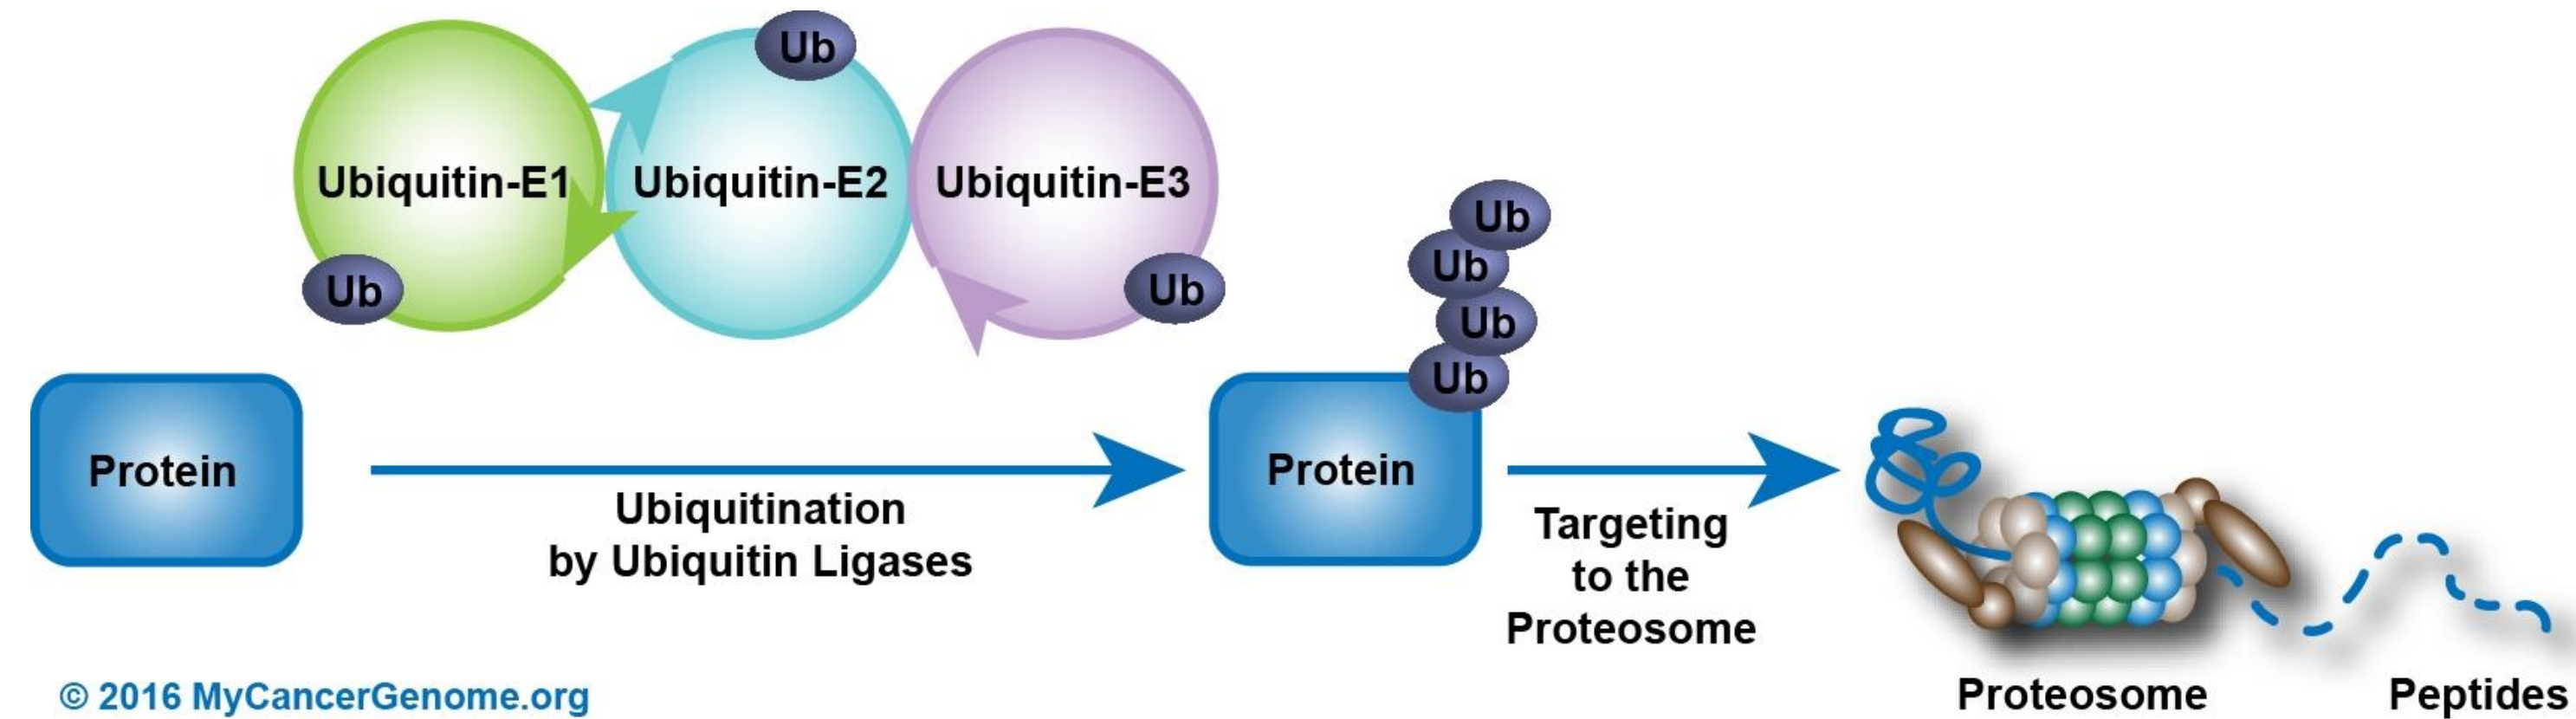 Ub
Ubiquitin-E1
Ubiquitin-E2
Ubiquitin-E3
Ub
Ub
Ub
Ub
Ub
Ub
Protein
Ubiquitination
by Ubiquitin Ligases
Protein
Targeting
to the
Proteosome
Proteosome
Peptides
© 2016 MyCancerGenome.org